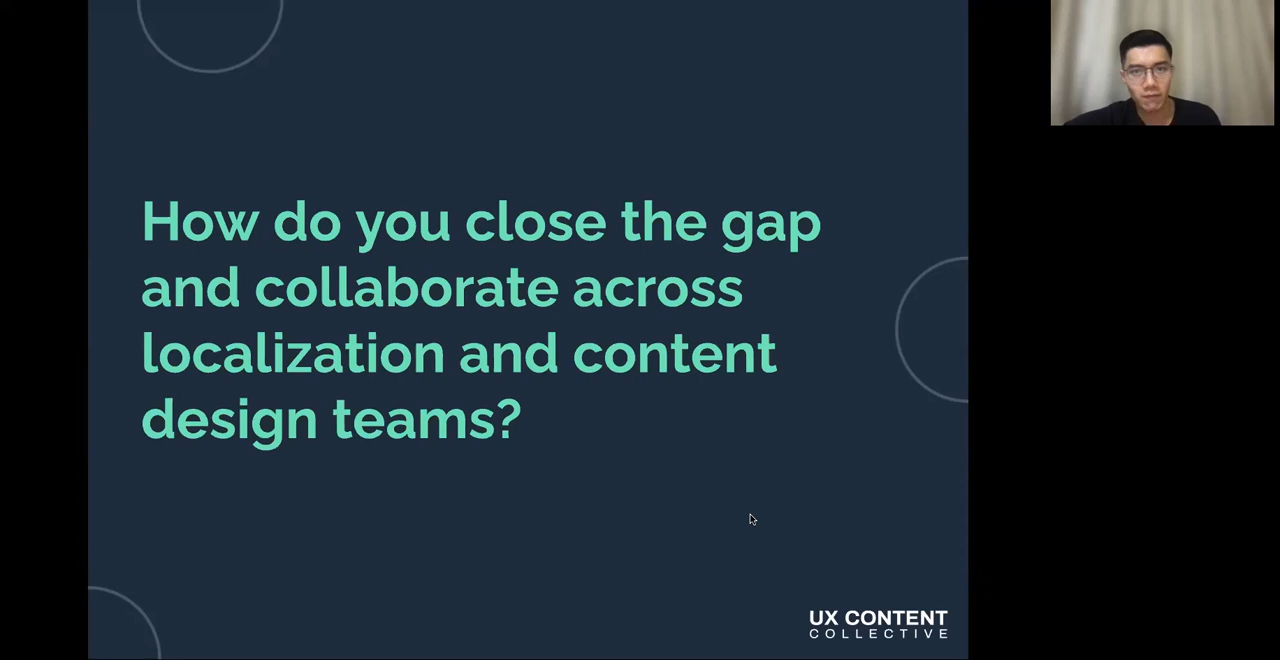 How do you close the gap
and collaborate across
localization and content
design teams?
UX CONTENT
COLLECTIVE